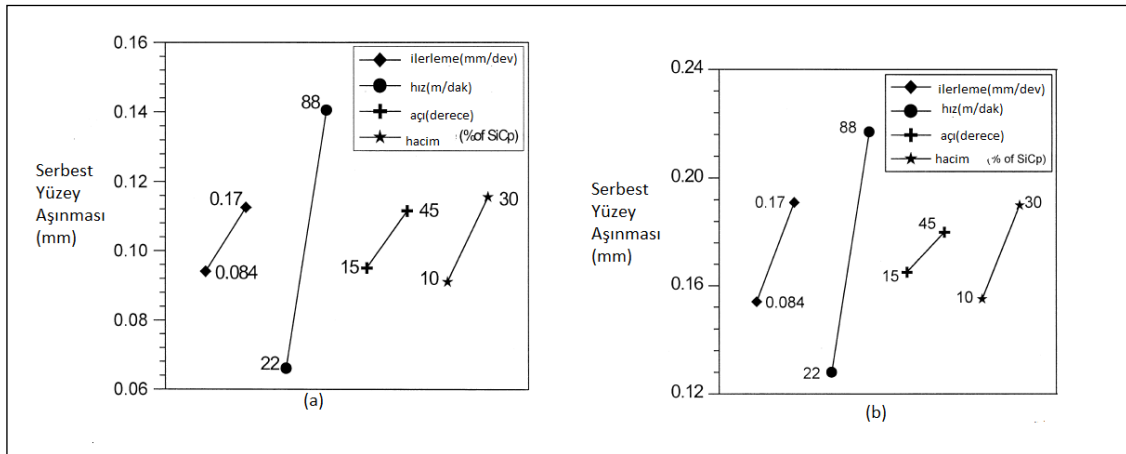 0.16
0.14
0.12
0.10
0.08
0.06
Serbest
Yüzey
Aşınması
(mm)
ilerleme(mm/dev)
hız(m/dak)
açı(derece)
hacim (%of SiCp)
88
0.17
0.084
22
45
15
30
10
(a)
0.24
0.20
0.16
0.12
Serbest
Yüzey
Aşınması
(mm)
ilerleme(mm/dev)
hız(m/dak)
açı(derece)
hacim (% of SiCp)
88
0.17
0.084
22
45
15
30
10
(b)